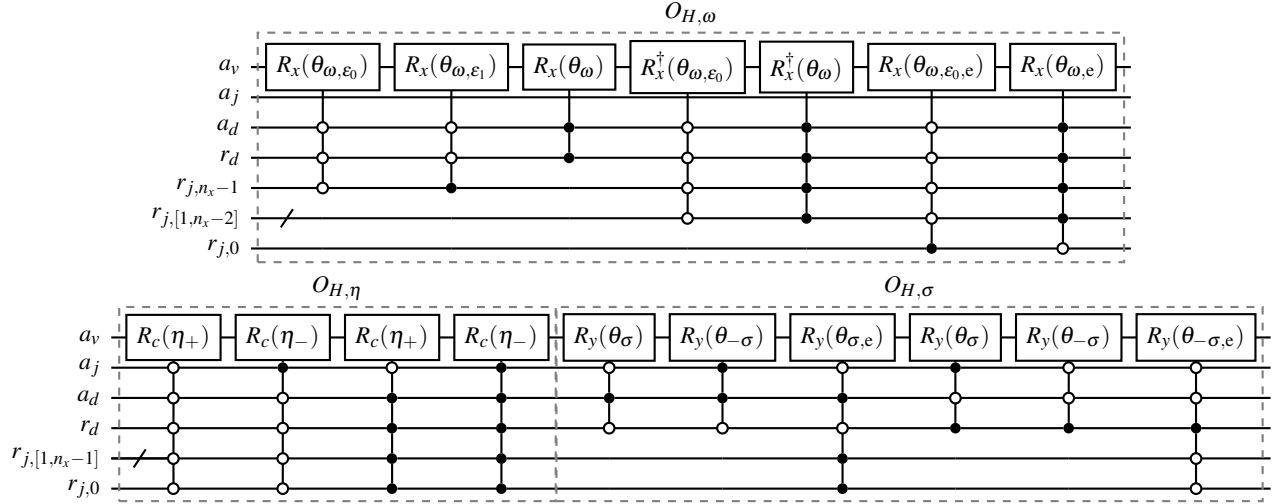 O_{H,ω}
a_v R_x(θ_{ω,ε_0}) R_x(θ_{ω,ε_1}) R_x(θ_ω) R_x^†(θ_{ω,ε_0}) R_x^†(θ_ω) R_x(θ_{ω,ε_0,e}) R_x(θ_{ω,e})
a_j
a_d
r_d
r_{j,n_x−1}
r_{j,[1,n_x−2]}
r_{j,0}
O_{H,η} O_{H,σ}
a_v R_c(η_+) R_c(η_−) R_c(η_+) R_c(η_−) R_y(θ_σ) R_y(θ_{−σ}) R_y(θ_{σ,e}) R_y(θ_σ) R_y(θ_{−σ}) R_y(θ_{−σ,e})
a_j
a_d
r_d
r_{j,[1,n_x−1]}
r_{j,0}